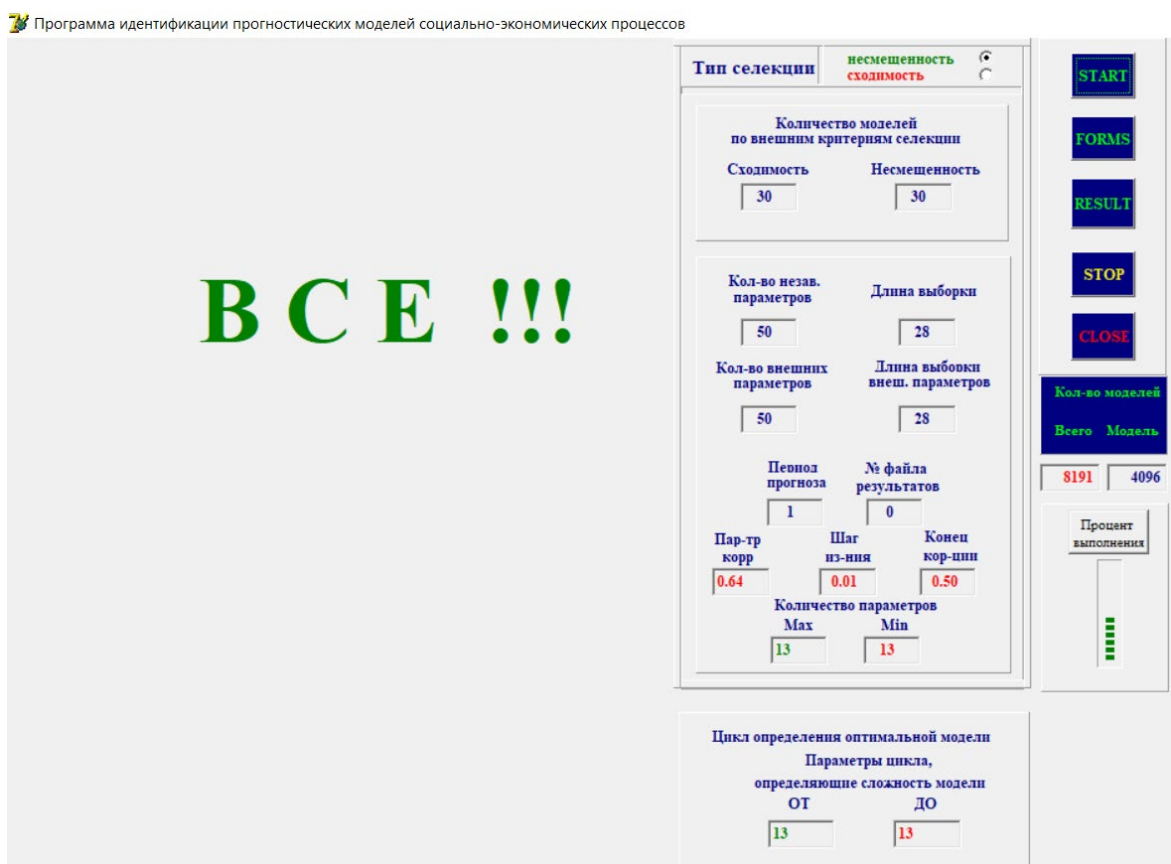 Программа идентификации прогностических моделей социально-экономических процессов
Тип селекции
несмещенность
сходимость
START
FORMS
RESULT
STOP
CLOSE
Количество моделей
по внешним критериям селекции
Сходимость Несмещенность
30 30
В С Е !!!
Кол-во незав.
параметров
Длина выборки
50 28
Кол-во внешних
параметров
Длина выборки
внеш. параметров
50 28
Период
прогноза
№ файла
результатов
1 0
Пар-тр
корр
Шаг
из-ния
Конец
кор-ции
0.64 0.01 0.50
Количество параметров
Max Min
13 13
Кол-во моделей
Всего Модель
8191 4096
Процент
выполнения
Цикл определения оптимальной модели
Параметры цикла,
определяющие сложность модели
ОТ ДО
13 13